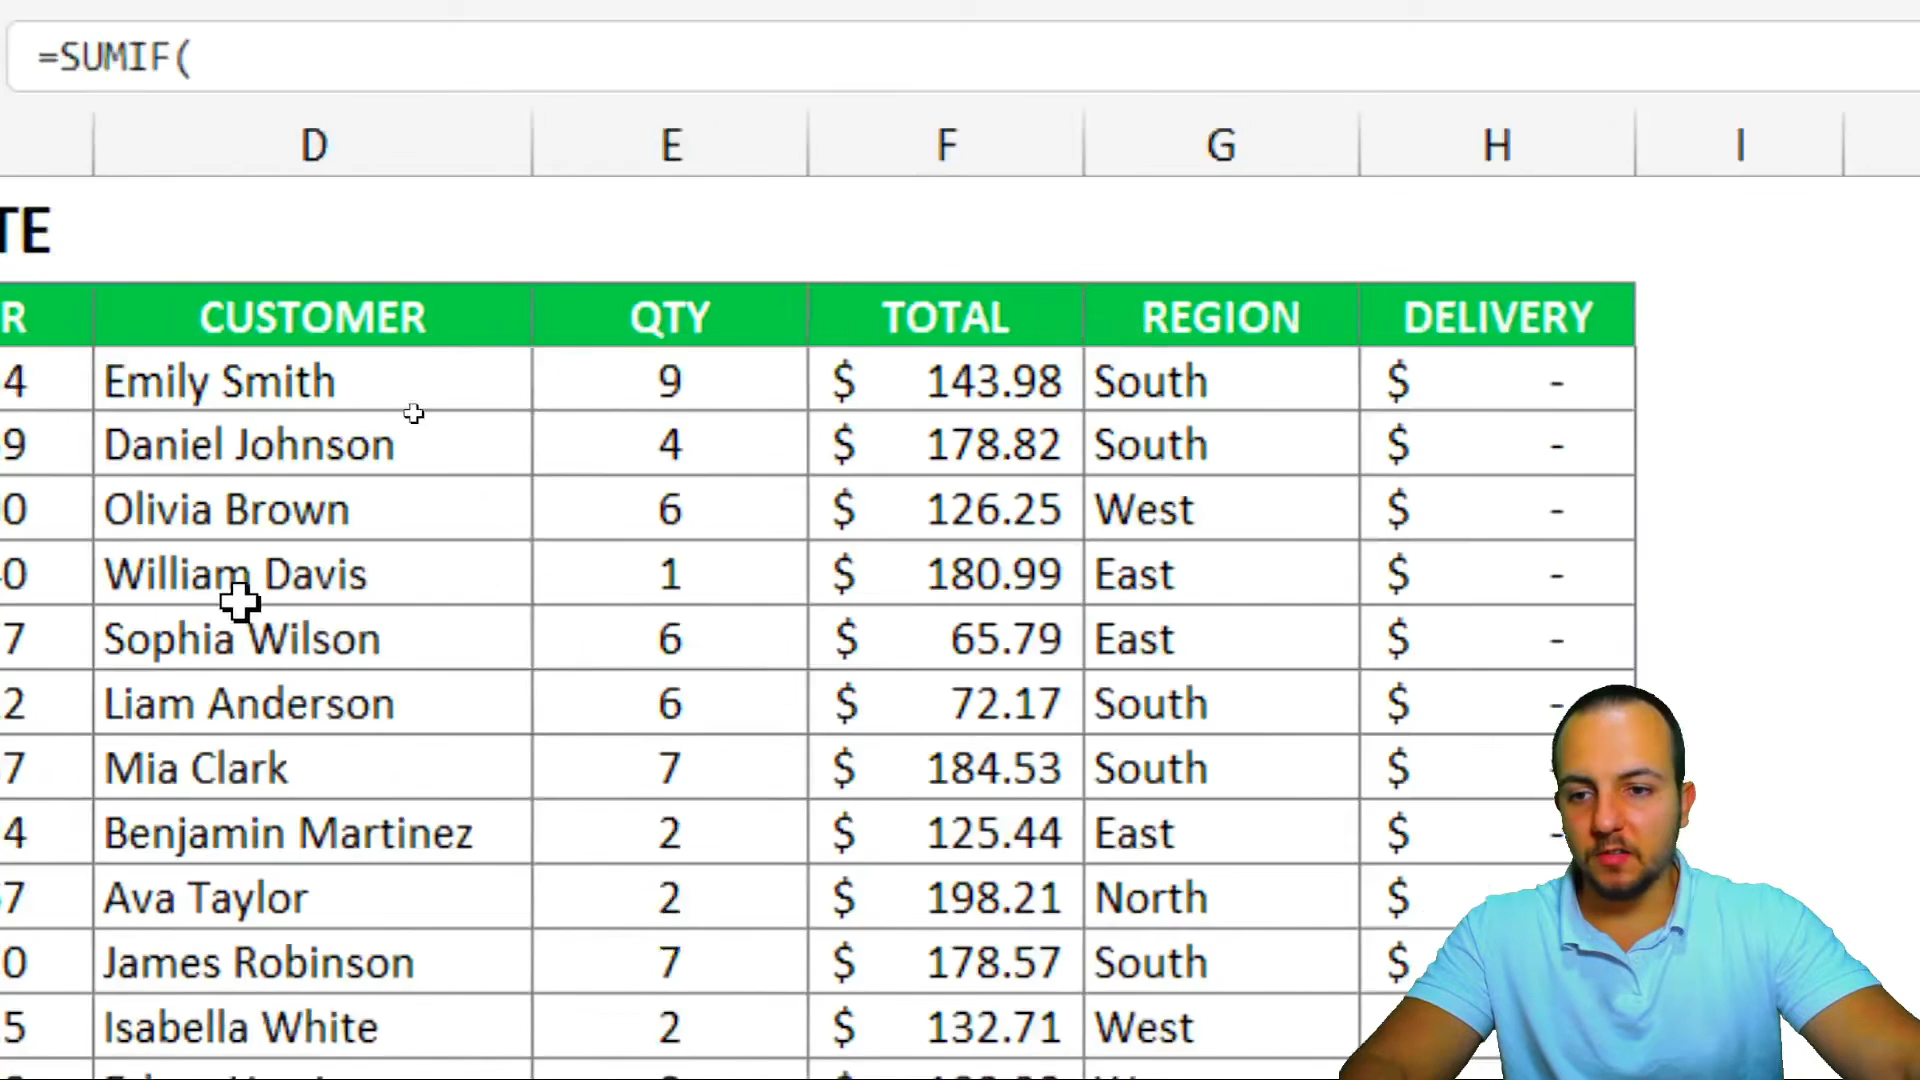 =SUMIF(
D E F G H I
TE
R CUSTOMER QTY TOTAL REGION DELIVERY
4 Emily Smith 9 $ 143.98 South $ -
9 Daniel Johnson 4 $ 178.82 South $ -
0 Olivia Brown 6 $ 126.25 West $ -
0 William Davis 1 $ 180.99 East $ -
7 Sophia Wilson 6 $ 65.79 East $ -
2 Liam Anderson 6 $ 72.17 South $ -
7 Mia Clark 7 $ 184.53 South $
4 Benjamin Martinez 2 $ 125.44 East $
7 Ava Taylor 2 $ 198.21 North $
0 James Robinson 7 $ 178.57 South $
5 Isabella White 2 $ 132.71 West